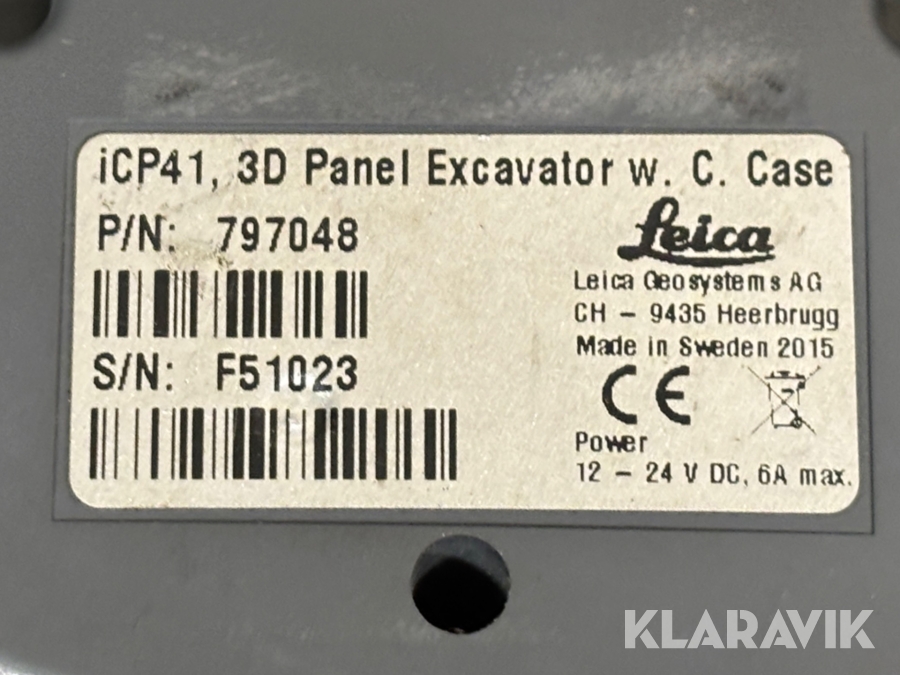 iCP41, 3D Panel Excavator w. C. Case
P/N: 797048
Leica
Leica Geosystems AG
CH - 9435 Heerbrugg
Made in Sweden 2015
S/N: F51023
CE
Power
12 - 24 V DC, 6A max.
KLARAVIK